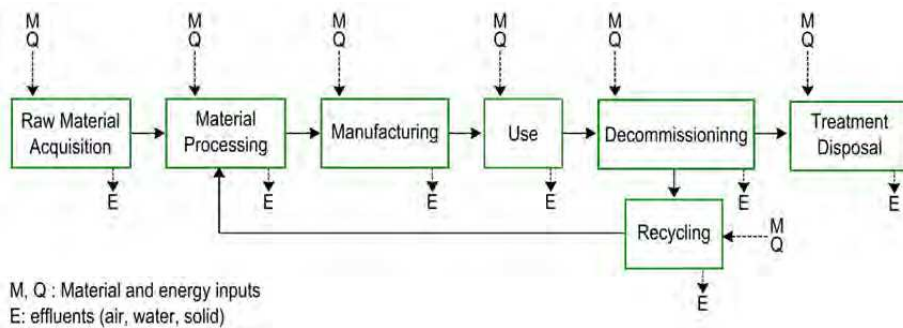 M M M M M M
Q Q Q Q Q Q
Raw Material
Acquisition
Material
Processing
Manufacturing
Use
Decommissioninng
Treatment
Disposal
E E E E E E
Recycling
M
Q
E
M, Q : Material and energy inputs
E: effluents (air, water, solid)